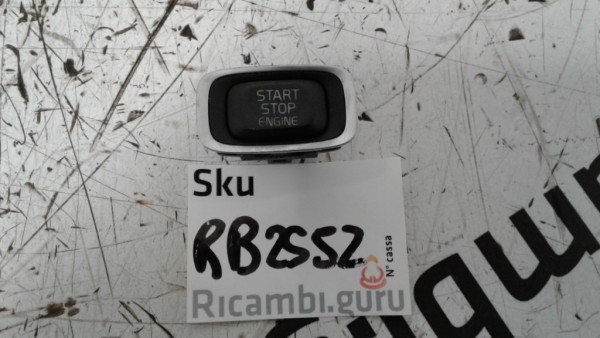 START
STOP
ENGINE
Sku
RB2552
N° cassa
Ricambi.guru